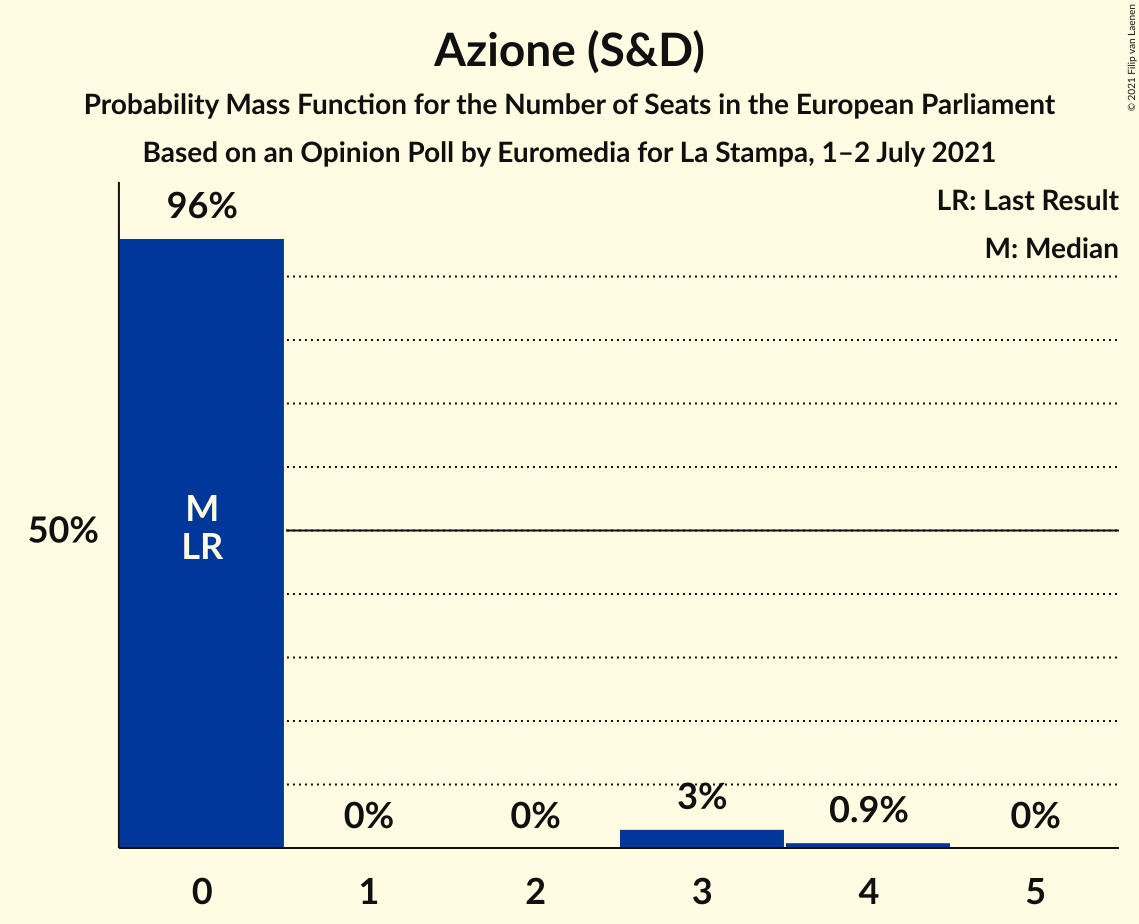 Azione (S&D)
Probability Mass Function for the Number of Seats in the European Parliament
Based on an Opinion Poll by Euromedia for La Stampa, 1–2 July 2021
© 2021 Filip van Laenen
LR: Last Result
M: Median
96%
M
LR
50%
0%
0%
3%
0.9%
0%
0
1
2
3
4
5